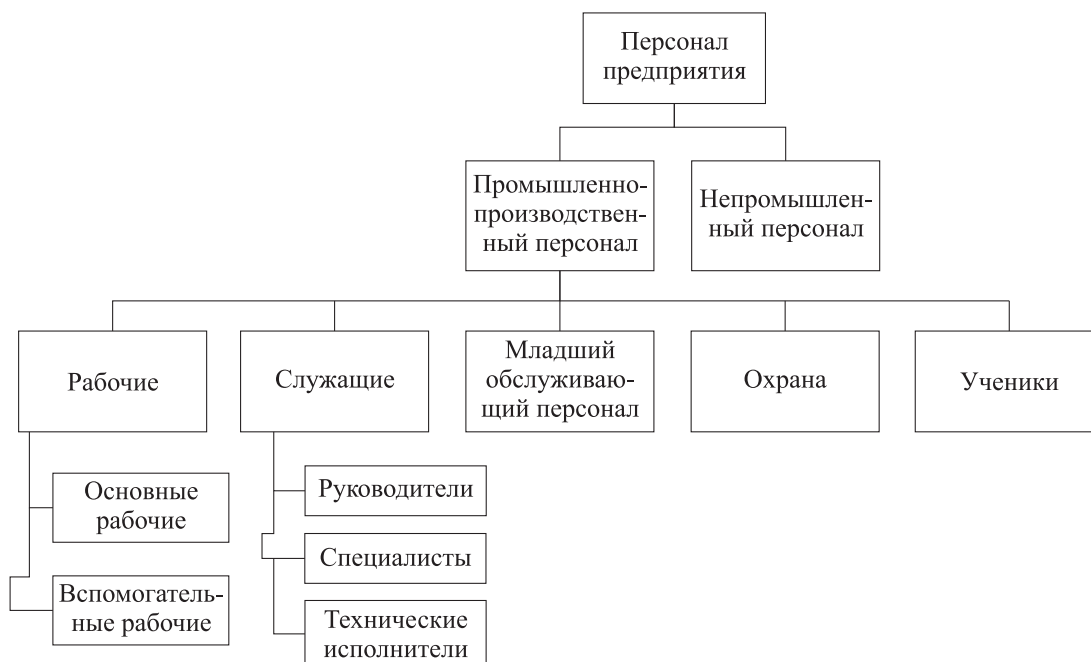 Персонал
предприятия
Промышленно-
производствен-
ный персонал
Непромышлен-
ный персонал
Рабочие
Служащие
Младший
обслуживаю-
щий персонал
Охрана
Ученики
Основные
рабочие
Вспомогатель-
ные рабочие
Руководители
Специалисты
Технические
исполнители